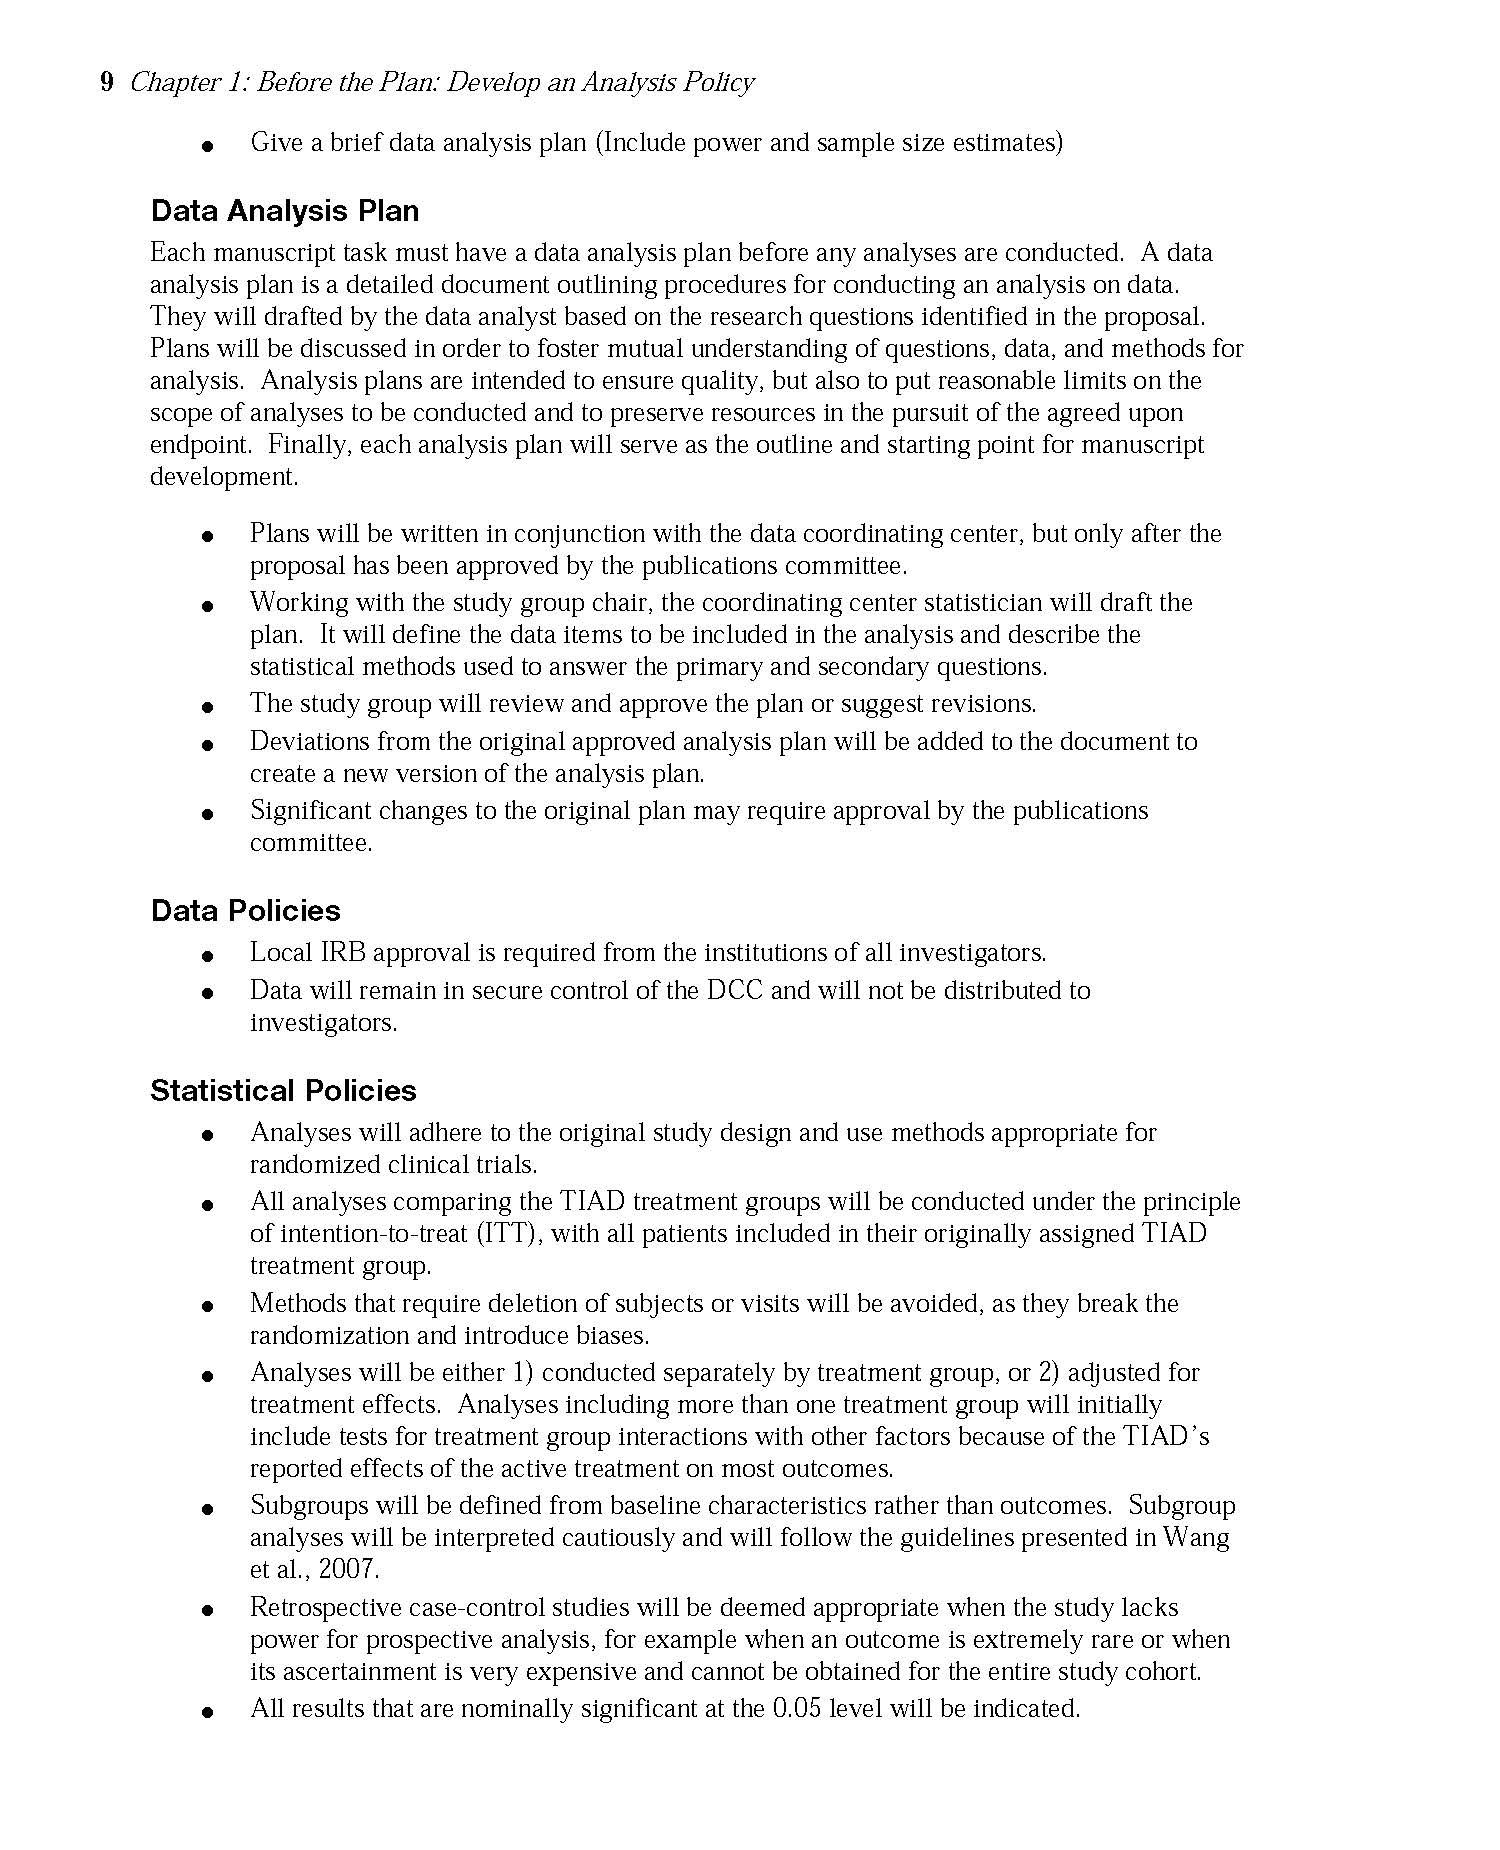 9 Chapter 1: Before the Plan: Develop an Analysis Policy
● Give a brief data analysis plan (Include power and sample size estimates)
Data Analysis Plan
Each manuscript task must have a data analysis plan before any analyses are conducted. A data
analysis plan is a detailed document outlining procedures for conducting an analysis on data.
They will drafted by the data analyst based on the research questions identified in the proposal.
Plans will be discussed in order to foster mutual understanding of questions, data, and methods for
analysis. Analysis plans are intended to ensure quality, but also to put reasonable limits on the
scope of analyses to be conducted and to preserve resources in the pursuit of the agreed upon
endpoint. Finally, each analysis plan will serve as the outline and starting point for manuscript
development.
● Plans will be written in conjunction with the data coordinating center, but only after the
proposal has been approved by the publications committee.
● Working with the study group chair, the coordinating center statistician will draft the
plan. It will define the data items to be included in the analysis and describe the
statistical methods used to answer the primary and secondary questions.
● The study group will review and approve the plan or suggest revisions.
● Deviations from the original approved analysis plan will be added to the document to
create a new version of the analysis plan.
● Significant changes to the original plan may require approval by the publications
committee.
Data Policies
● Local IRB approval is required from the institutions of all investigators.
● Data will remain in secure control of the DCC and will not be distributed to
investigators.
Statistical Policies
● Analyses will adhere to the original study design and use methods appropriate for
randomized clinical trials.
● All analyses comparing the TIAD treatment groups will be conducted under the principle
of intention-to-treat (ITT), with all patients included in their originally assigned TIAD
treatment group.
● Methods that require deletion of subjects or visits will be avoided, as they break the
randomization and introduce biases.
● Analyses will be either 1) conducted separately by treatment group, or 2) adjusted for
treatment effects. Analyses including more than one treatment group will initially
include tests for treatment group interactions with other factors because of the TIAD’s
reported effects of the active treatment on most outcomes.
● Subgroups will be defined from baseline characteristics rather than outcomes. Subgroup
analyses will be interpreted cautiously and will follow the guidelines presented in Wang
et al., 2007.
● Retrospective case-control studies will be deemed appropriate when the study lacks
power for prospective analysis, for example when an outcome is extremely rare or when
its ascertainment is very expensive and cannot be obtained for the entire study cohort.
● All results that are nominally significant at the 0.05 level will be indicated.